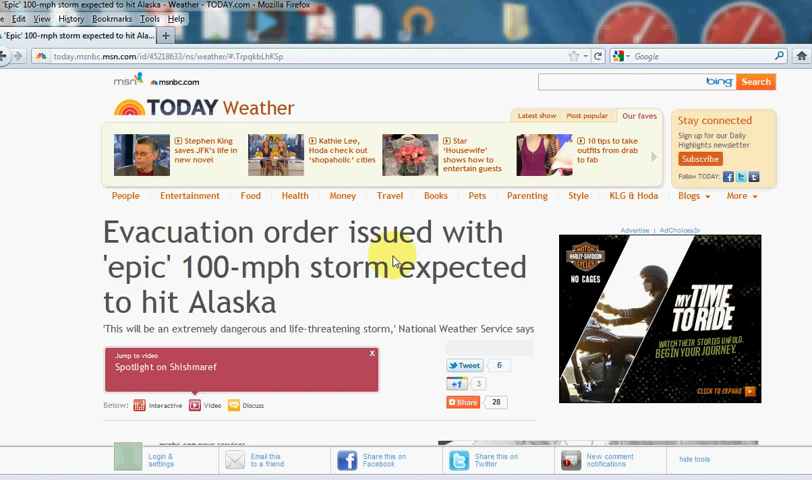 'Epic' 100-mph storm expected to hit Alaska - Weather - TODAY.com - Mozilla Firefox
Edit View History Bookmarks Tools Help
'Epic' 100-mph storm expected to hit Ala...
today.msnbc.msn.com/id/45218633/ns/weather/#.TrpqkbLhKSp
Google
msn msnbc.com
bing Search
TODAY Weather
Latest show Most popular Our faves
Stay connected
Sign up for our Daily
Highlights newsletter
Subscribe
Follow TODAY:
Stephen King
saves JFK's life in
new novel
Kathie Lee,
Hoda check out
'shopaholic' cities
Star
'Housewife'
shows how to
entertain guests
10 tips to take
outfits from drab
to fab
People Entertainment Food Health Money Travel Books Pets Parenting Style KLG & Hoda Blogs More
Evacuation order issued with
'epic' 100-mph storm expected
to hit Alaska
'This will be an extremely dangerous and life-threatening storm,' National Weather Service says
Jump to video X
Spotlight on Shishmaref
Below: Interactive Video Discuss
Tweet 6
+1 3
Share 28
Advertise | AdChoices
HARLEY-DAVIDSON
NO CAGES
MY TIME
TO RIDE
WATCH THEIR STORIES UNFOLD.
BEGIN YOUR JOURNEY.
CLICK TO EXPAND
msnbc.com news services
Login &
settings
Email this
to a friend
Share this on
Facebook
Share this on
Twitter
New comment
notifications
hide tools